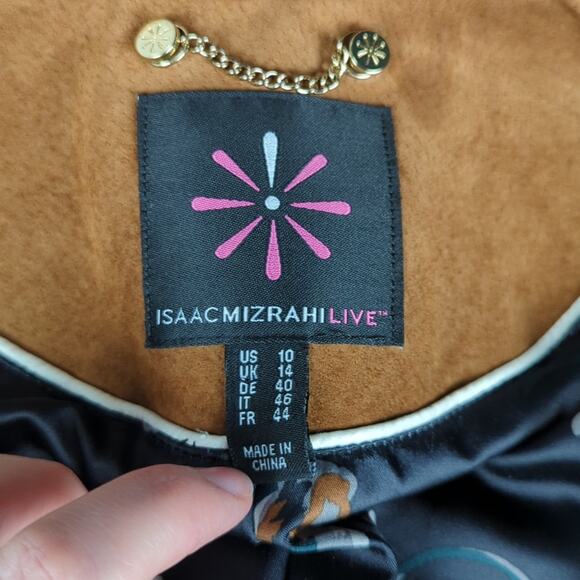 ISAACMIZRAHILIVE™
US 10
UK 14
DE 40
IT 46
FR 44
MADE IN
CHINA